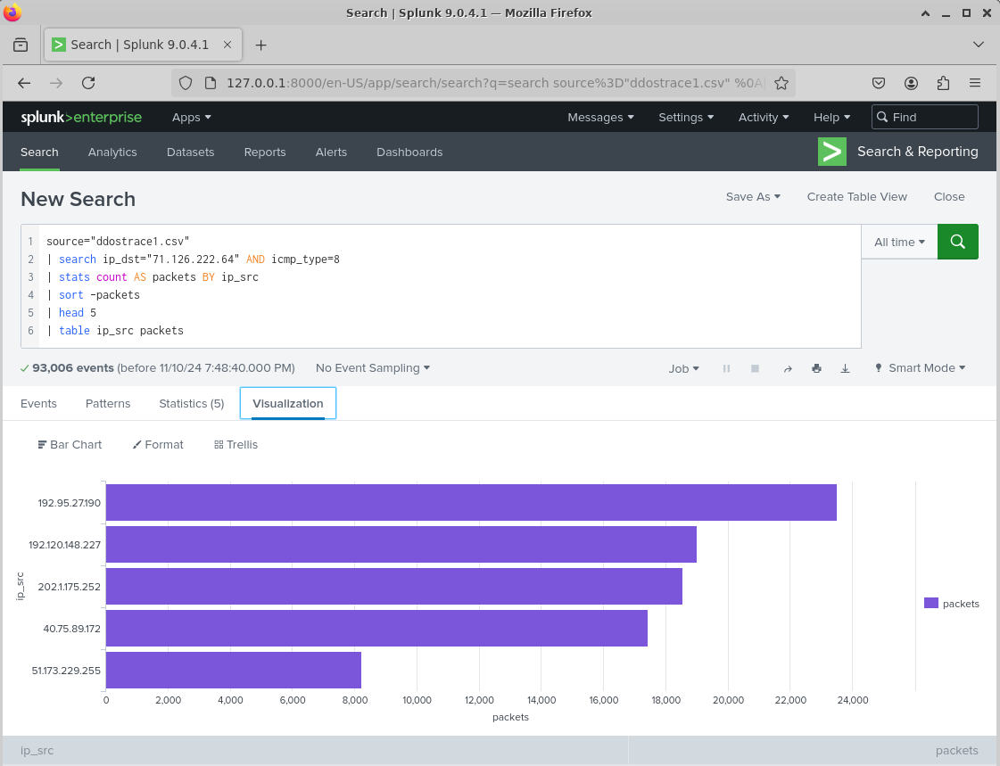 Search | Splunk 9.0.4.1 — Mozilla Firefox
Search | Splunk 9.0.4.1
127.0.0.1:8000/en-US/app/search/search?q=search source%3D"ddostrace1.csv" %0A|
splunk>enterprise Apps Messages Settings Activity Help Find
Search Analytics Datasets Reports Alerts Dashboards Search & Reporting
New Search Save As Create Table View Close
1 source="ddostrace1.csv" All time
2 | search ip_dst="71.126.222.64" AND icmp_type=8
3 | stats count AS packets BY ip_src
4 | sort -packets
5 | head 5
6 | table ip_src packets
93,006 events (before 11/10/24 7:48:40.000 PM) No Event Sampling Job Smart Mode
Events Patterns Statistics (5) Visualization
Bar Chart Format Trellis
192.95.27.190
192.120.148.227
202.1.175.252
40.75.89.172
51.173.229.255
ip_src
packets
0 2,000 4,000 6,000 8,000 10,000 12,000 14,000 16,000 18,000 20,000 22,000 24,000
packets
ip_src packets